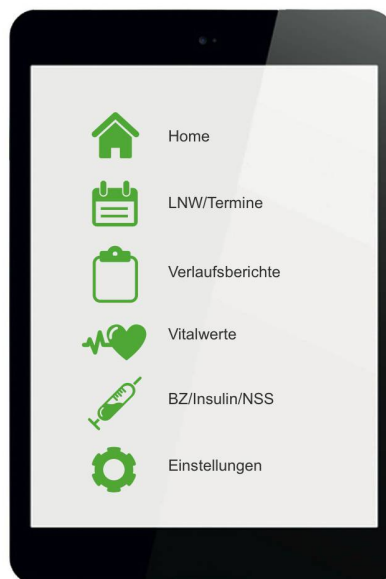 Home
LNW/Termine
Verlaufsberichte
Vitalwerte
BZ/Insulin/NSS
Einstellungen